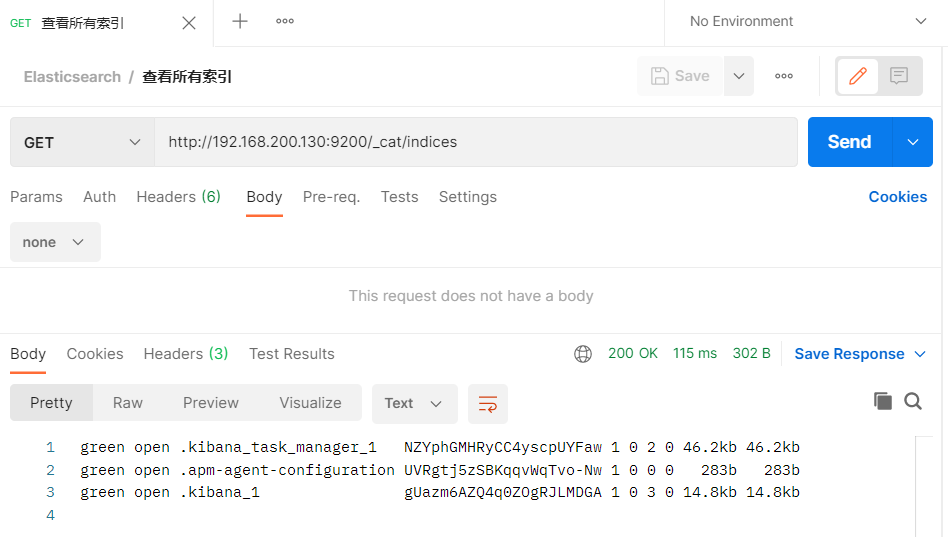 GET 查看所有索引
No Environment
Elasticsearch / 查看所有索引
Save
GET http://192.168.200.130:9200/_cat/indices Send
Params Auth Headers (6) Body Pre-req. Tests Settings Cookies
none
This request does not have a body
Body Cookies Headers (3) Test Results 200 OK 115 ms 302 B Save Response
Pretty Raw Preview Visualize Text
1 green open .kibana_task_manager_1 NZYphGMHRyCC4yscpUYFaw 1 0 2 0 46.2kb 46.2kb
2 green open .apm-agent-configuration UVRgtj5zSBKqqvWqTvo-Nw 1 0 0 0 283b 283b
3 green open .kibana_1 gUazm6AZQ4q0ZOgRJLMDGA 1 0 3 0 14.8kb 14.8kb
4